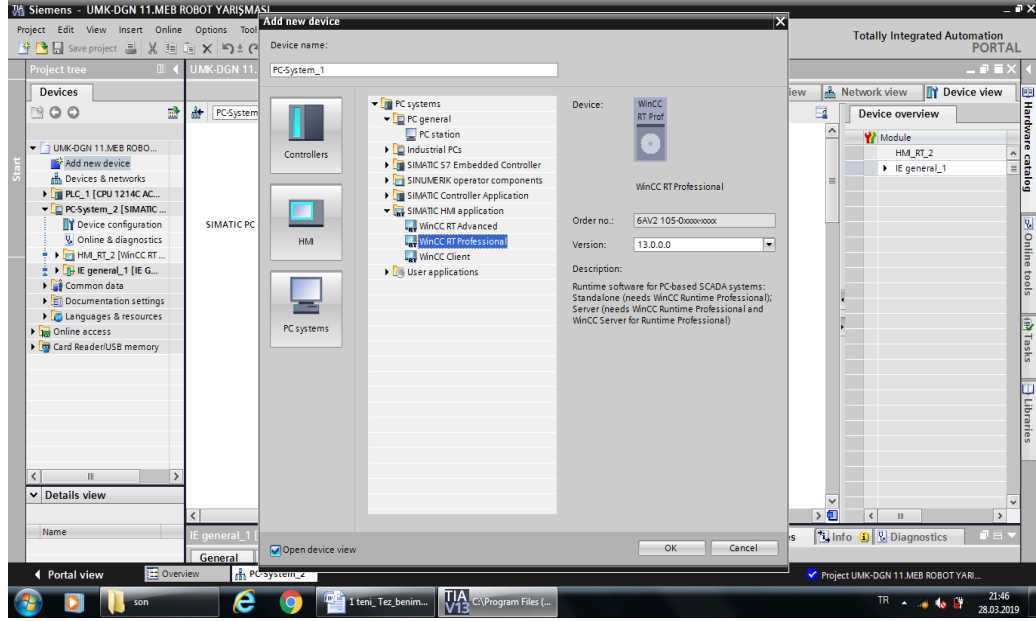 Siemens - UMK-DGN 11.MEB ROBOT YARIŞMASI
Project Edit View Insert Online Options Tool
Totally Integrated Automation
PORTAL
Save project
Add new device
Device name:
PC-System_1
Project tree
UMK-DGN 11.
Devices
PC-System
UMK-DGN 11.MEB ROBO...
Add new device
Devices & networks
PLC_1 [CPU 1214C AC...
PC-System_2 [SIMATIC ...
Device configuration
Online & diagnostics
HMI_RT_2 [WinCC RT ...
IE general_1 [IE G...
Common data
Documentation settings
Languages & resources
Online access
Card Reader/USB memory
Start
Details view
Name
SIMATIC PC
Controllers
HMI
PC systems
PC systems
PC general
PC station
Industrial PCs
SIMATIC S7 Embedded Controller
SINUMERIK operator components
SIMATIC Controller Application
SIMATIC HMI application
WinCC RT Advanced
WinCC RT Professional
WinCC Client
User applications
Device:
WinCC
RT Prof
WinCC RT Professional
Order no.: 6AV2 105-0xxxx-xxxx
Version: 13.0.0.0
Description:
Runtime software for PC-based SCADA systems:
Standalone (needs WinCC Runtime Professional);
Server (needs WinCC Runtime Professional and
WinCC Server for Runtime Professional)
Open device view
OK Cancel
iew Network view Device view
Device overview
Module
HMI_RT_2
IE general_1
Hardware catalog
Online tools
Tasks
Libraries
IE general_1 [
General
es Info Diagnostics
Portal view Overview PC-System_2
Project UMK-DGN 11.MEB ROBOT YARI...
son
1 teni_Tez_benim...
TIA
V13
C:\Program Files (...
TR
21:46
28.03.2019